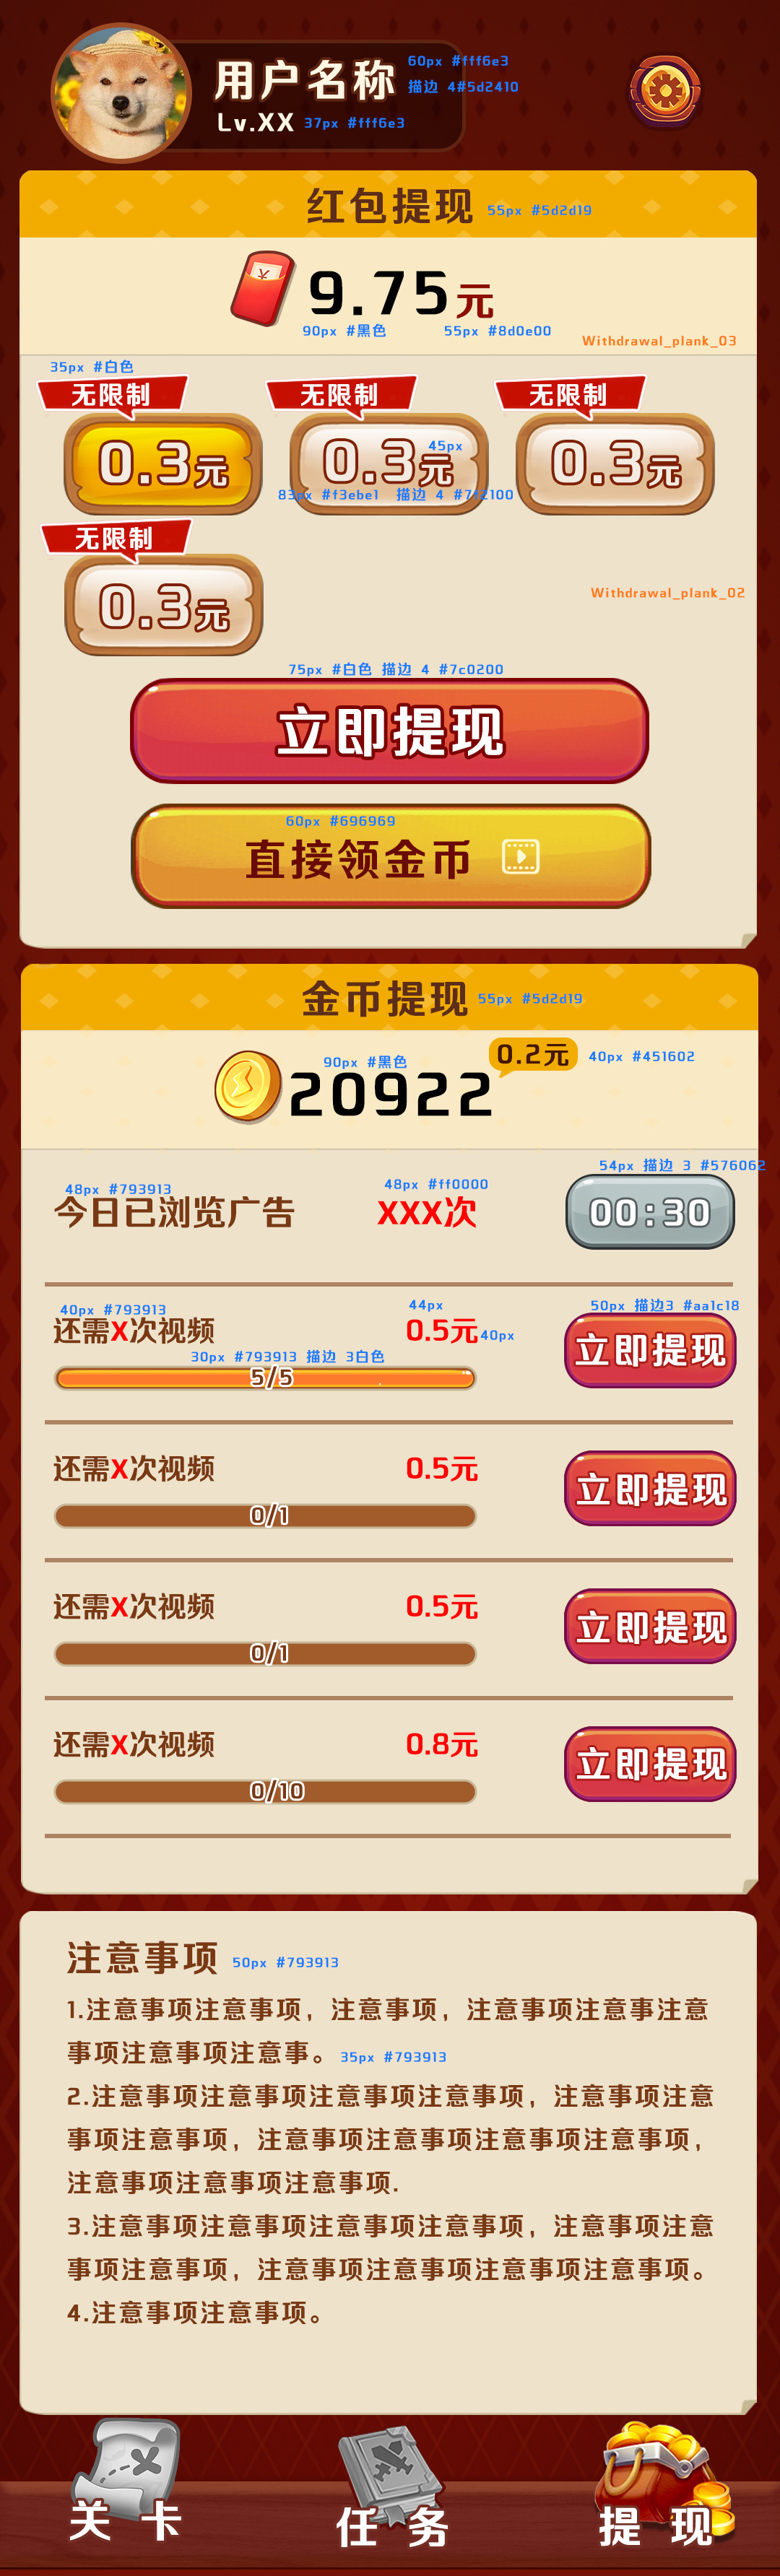 用户名称
60px #fff6e3
描边 4#5d2410
Lv.XX
37px #fff6e3
红包提现
55px #5d2d19
9.75元
90px #黑色
55px #8d0e00
Withdrawal_plank_03
35px #白色
无限制
无限制
无限制
0.3元
0.3元
45px
0.3元
83px #f3ebe1 描边 4 #7f2100
无限制
0.3元
Withdrawal_plank_02
75px #白色 描边 4 #7c0200
立即提现
60px #696969
直接领金币
金币提现
55px #5d2d19
0.2元
40px #451602
90px #黑色
20922
54px 描边 3 #576062
48px #793913
48px #ff0000
今日已浏览广告
XXX次
00:30
40px #793913
44px
50px 描边3 #aa1c18
还需X次视频
0.5元
40px
立即提现
30px #793913 描边 3白色
5/5
还需X次视频
0.5元
立即提现
0/1
还需X次视频
0.5元
立即提现
0/1
还需X次视频
0.8元
立即提现
0/10
注意事项
50px #793913
1.注意事项注意事项，注意事项，注意事项注意事注意
事项注意事项注意事。
35px #793913
2.注意事项注意事项注意事项注意事项，注意事项注意
事项注意事项，注意事项注意事项注意事项注意事项，
注意事项注意事项注意事项.
3.注意事项注意事项注意事项注意事项，注意事项注意
事项注意事项，注意事项注意事项注意事项注意事项。
4.注意事项注意事项。
关 卡
任 务
提 现